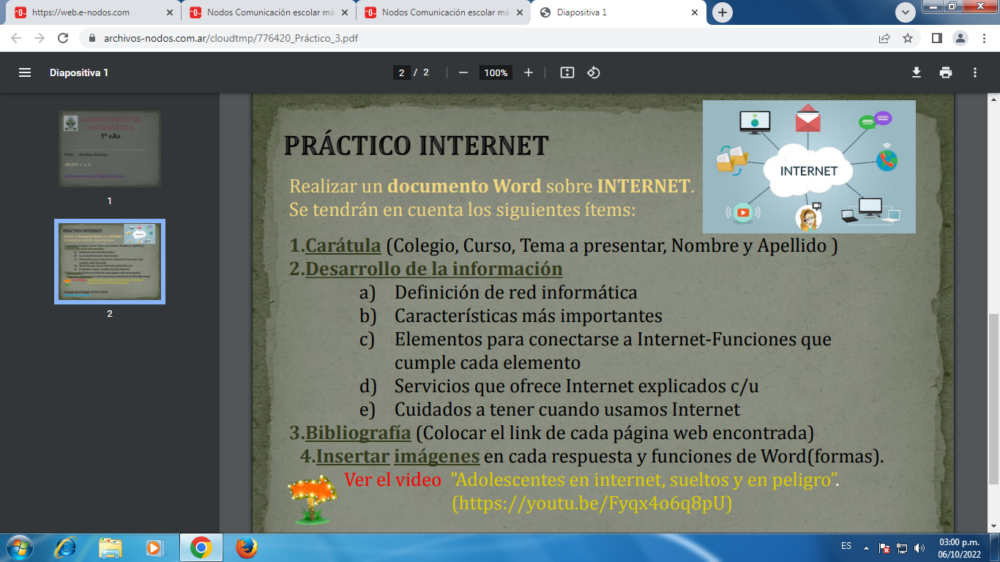 https://web.e-nodos.com
Nodos Comunicación escolar má
Nodos Comunicación escolar má
Diapositiva 1
archivos-nodos.com.ar/cloudtmp/776420_Práctico_3.pdf
Diapositiva 1
2 / 2
100%
LABORATORIO DE
INFORMÁTICA
1º «A»
GRUPO 1 y 2
1
2
PRÁCTICO INTERNET
INTERNET
Realizar un documento Word sobre INTERNET.
Se tendrán en cuenta los siguientes ítems:
1.Carátula (Colegio, Curso, Tema a presentar, Nombre y Apellido )
2.Desarrollo de la información
a) Definición de red informática
b) Características más importantes
c) Elementos para conectarse a Internet-Funciones que
cumple cada elemento
d) Servicios que ofrece Internet explicados c/u
e) Cuidados a tener cuando usamos Internet
3.Bibliografía (Colocar el link de cada página web encontrada)
4.Insertar imágenes en cada respuesta y funciones de Word(formas).
Ver el video ”Adolescentes en internet, sueltos y en peligro”.
(https://youtu.be/Fyqx4o6q8pU)
ES
03:00 p.m.
06/10/2022